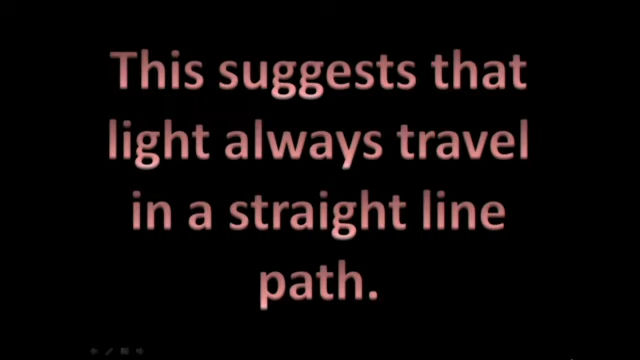 This suggests that
light always travel
in a straight line
path.